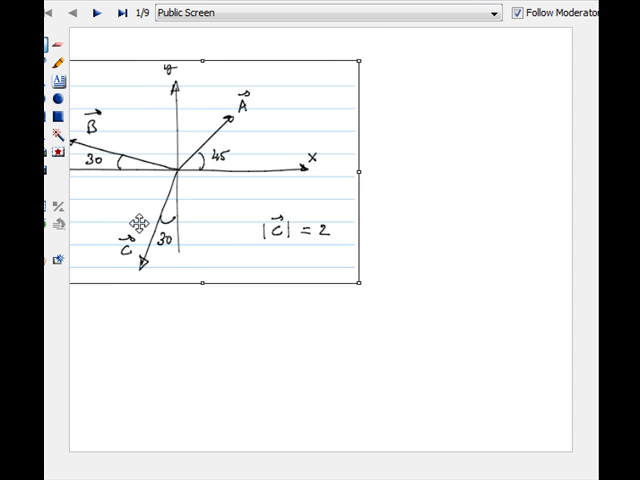 1/9 Public Screen Follow Moderator
y
A
B
30 45 x
C 30 |C| = 2